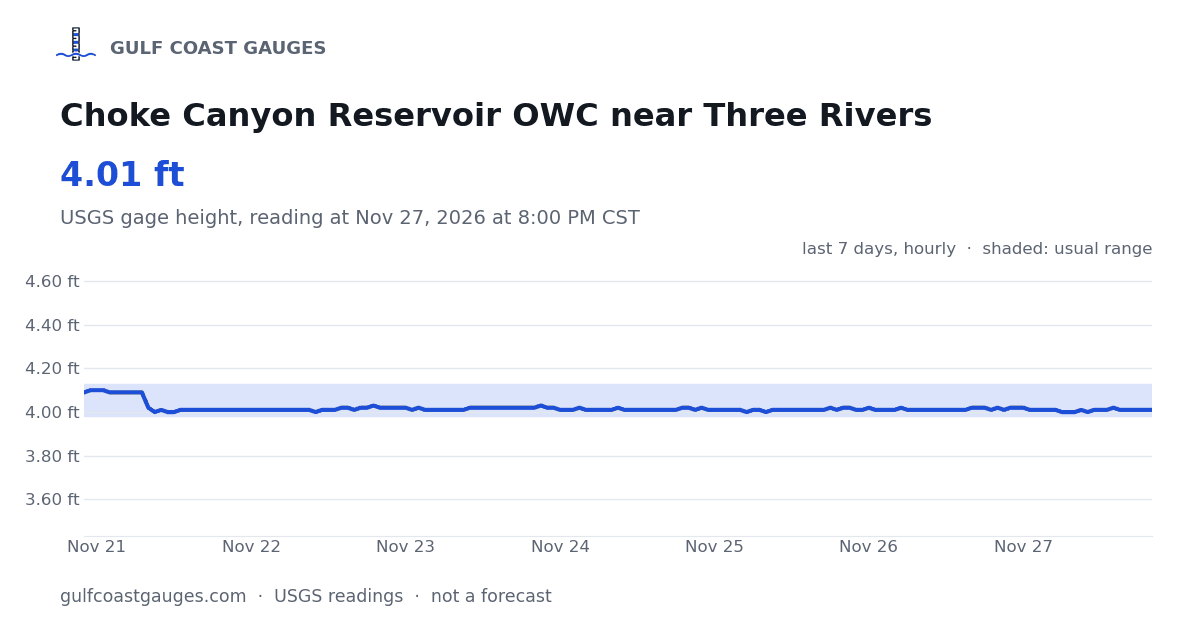 GULF COAST GAUGES
Choke Canyon Reservoir OWC near Three Rivers
4.01 ft
USGS gage height, reading at Nov 27, 2026 at 8:00 PM CST
last 7 days, hourly · shaded: usual range
4.60 ft
4.40 ft
4.20 ft
4.00 ft
3.80 ft
3.60 ft
Nov 21 Nov 22 Nov 23 Nov 24 Nov 25 Nov 26 Nov 27
gulfcoastgauges.com · USGS readings · not a forecast